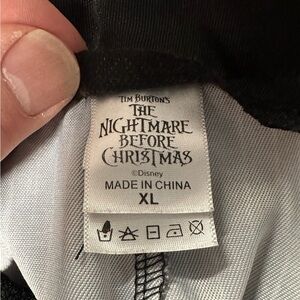 TIM BURTON'S
THE
NIGHTMARE
BEFORE
CHRISTMAS
©Disney
MADE IN CHINA
XL